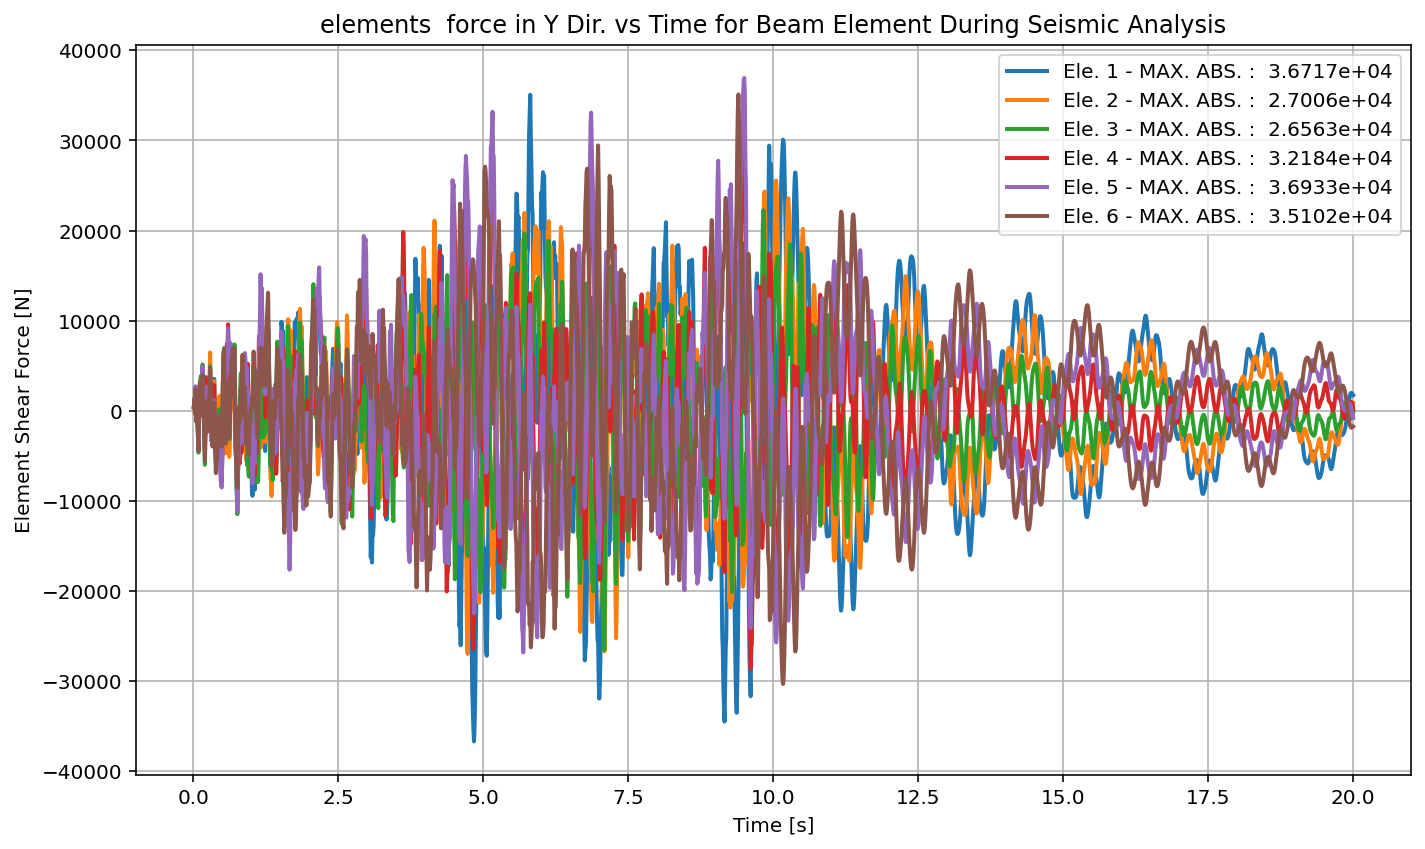 elements  force in Y Dir. vs Time for Beam Element During Seismic Analysis
Ele. 1 - MAX. ABS. :  3.6717e+04
Ele. 2 - MAX. ABS. :  2.7006e+04
Ele. 3 - MAX. ABS. :  2.6563e+04
Ele. 4 - MAX. ABS. :  3.2184e+04
Ele. 5 - MAX. ABS. :  3.6933e+04
Ele. 6 - MAX. ABS. :  3.5102e+04
Element Shear Force [N]
40000
30000
20000
10000
0
−10000
−20000
−30000
−40000
0.0 2.5 5.0 7.5 10.0 12.5 15.0 17.5 20.0
Time [s]